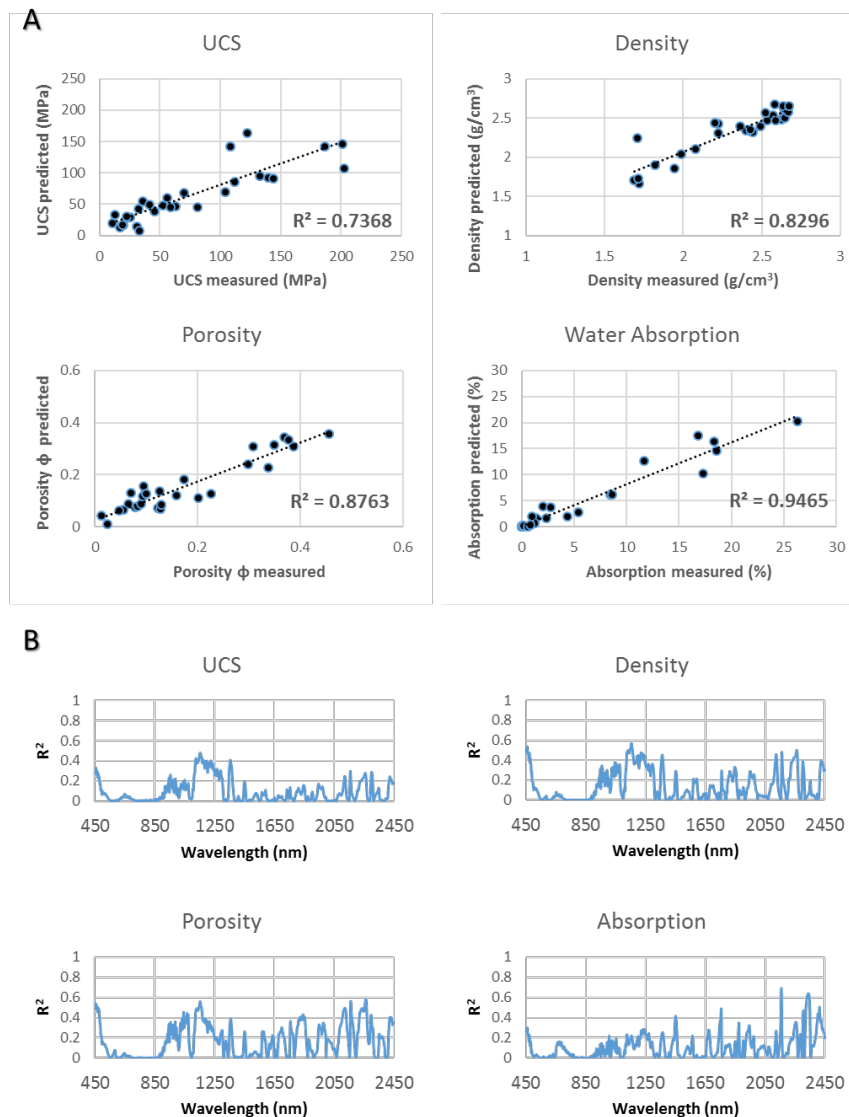 A
UCS
250
200
150
100
50
0
UCS predicted (MPa)
R² = 0.7368
0 50 100 150 200 250
UCS measured (MPa)
Density
3
2.5
2
1.5
1
Density predicted (g/cm³)
R² = 0.8296
1 1.5 2 2.5 3
Density measured (g/cm³)
Porosity
0.6
0.4
0.2
0
Porosity ϕ predicted
R² = 0.8763
0 0.2 0.4 0.6
Porosity ϕ measured
Water Absorption
30
25
20
15
10
5
0
Absorption predicted (%)
R² = 0.9465
0 5 10 15 20 25 30
Absorption measured (%)
B
UCS
1
0.8
0.6
0.4
0.2
0
R²
450 850 1250 1650 2050 2450
Wavelength (nm)
Density
1
0.8
0.6
0.4
0.2
0
R²
450 850 1250 1650 2050 2450
Wavelength (nm)
Porosity
1
0.8
0.6
0.4
0.2
0
R²
450 850 1250 1650 2050 2450
Wavelength (nm)
Absorption
1
0.8
0.6
0.4
0.2
0
R²
450 850 1250 1650 2050 2450
Wavelength (nm)